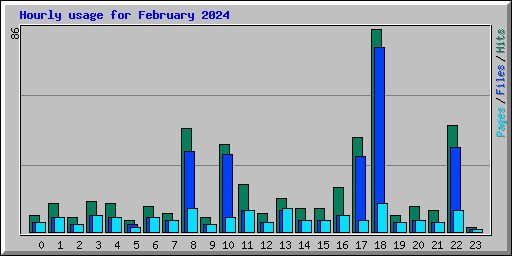 Hourly usage for February 2024
86
Pages / Files / Hits
0 1 2 3 4 5 6 7 8 9 10 11 12 13 14 15 16 17 18 19 20 21 22 23